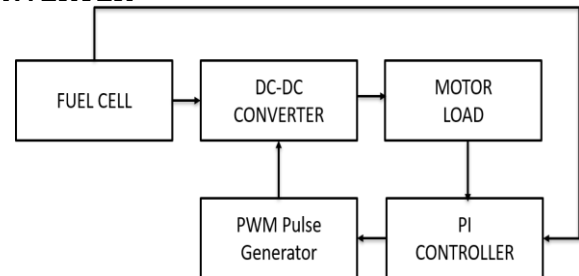 FUEL CELL
DC-DC
CONVERTER
MOTOR
LOAD
PWM Pulse
Generator
PI
CONTROLLER